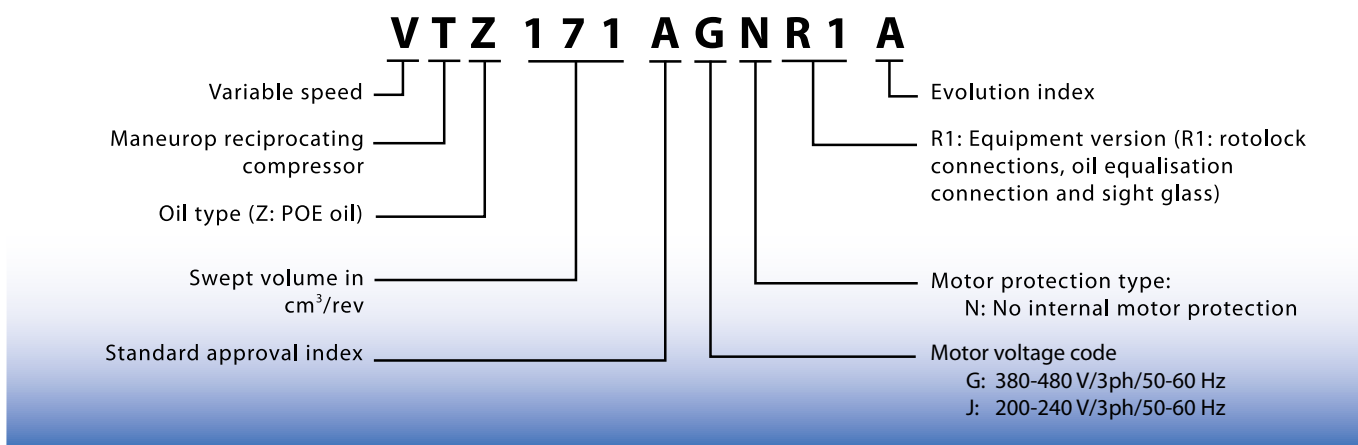 V T Z 1 7 1 A G N R 1 A
Variable speed
Maneurop reciprocating
compressor
Oil type (Z: POE oil)
Swept volume in
cm³/rev
Standard approval index
Evolution index
R1: Equipment version (R1: rotolock
connections, oil equalisation
connection and sight glass)
Motor protection type:
N: No internal motor protection
Motor voltage code
G: 380-480 V/3ph/50-60 Hz
J: 200-240 V/3ph/50-60 Hz